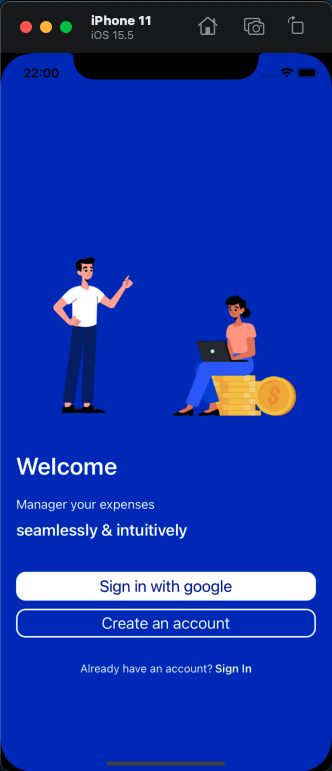 iPhone 11
iOS 15.5
22:00
Welcome
Manager your expenses
seamlessly & intuitively
Sign in with google
Create an account
Already have an account? Sign In